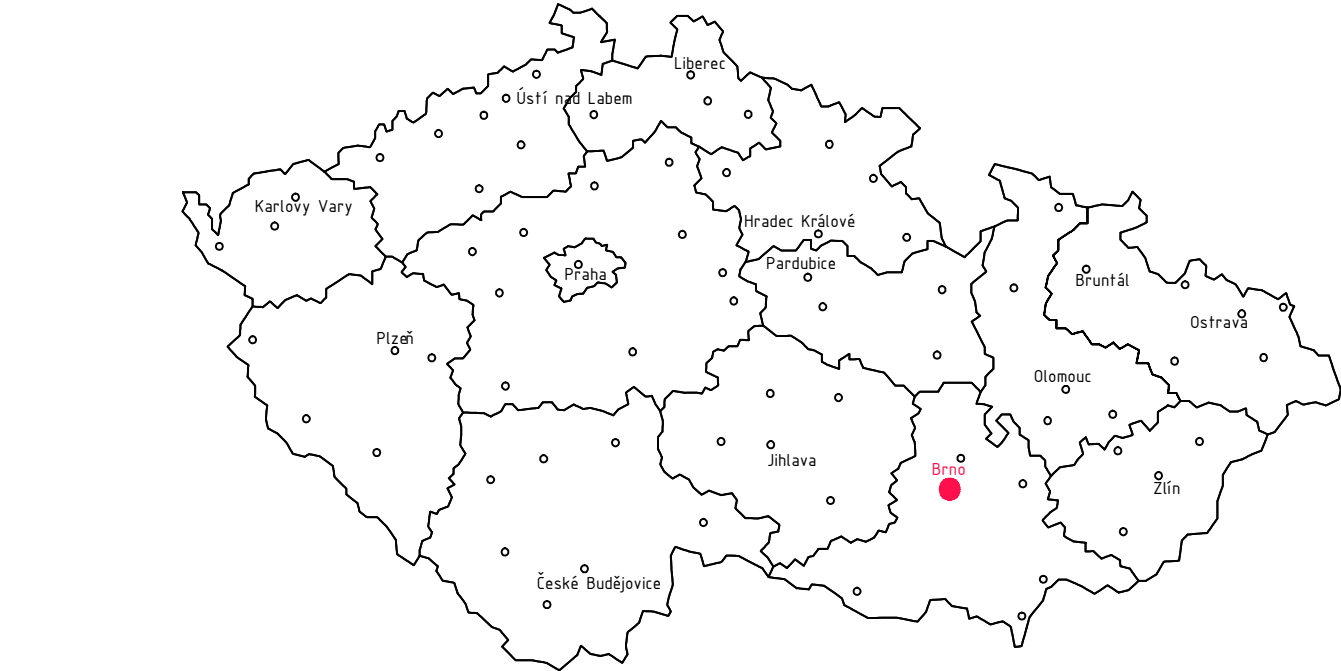 Liberec
Ústí nad Labem
Karlovy Vary
Hradec Králové
Pardubice
Praha
Bruntál
Ostrava
Plzeň
Olomouc
Jihlava
Brno
Zlín
České Budějovice